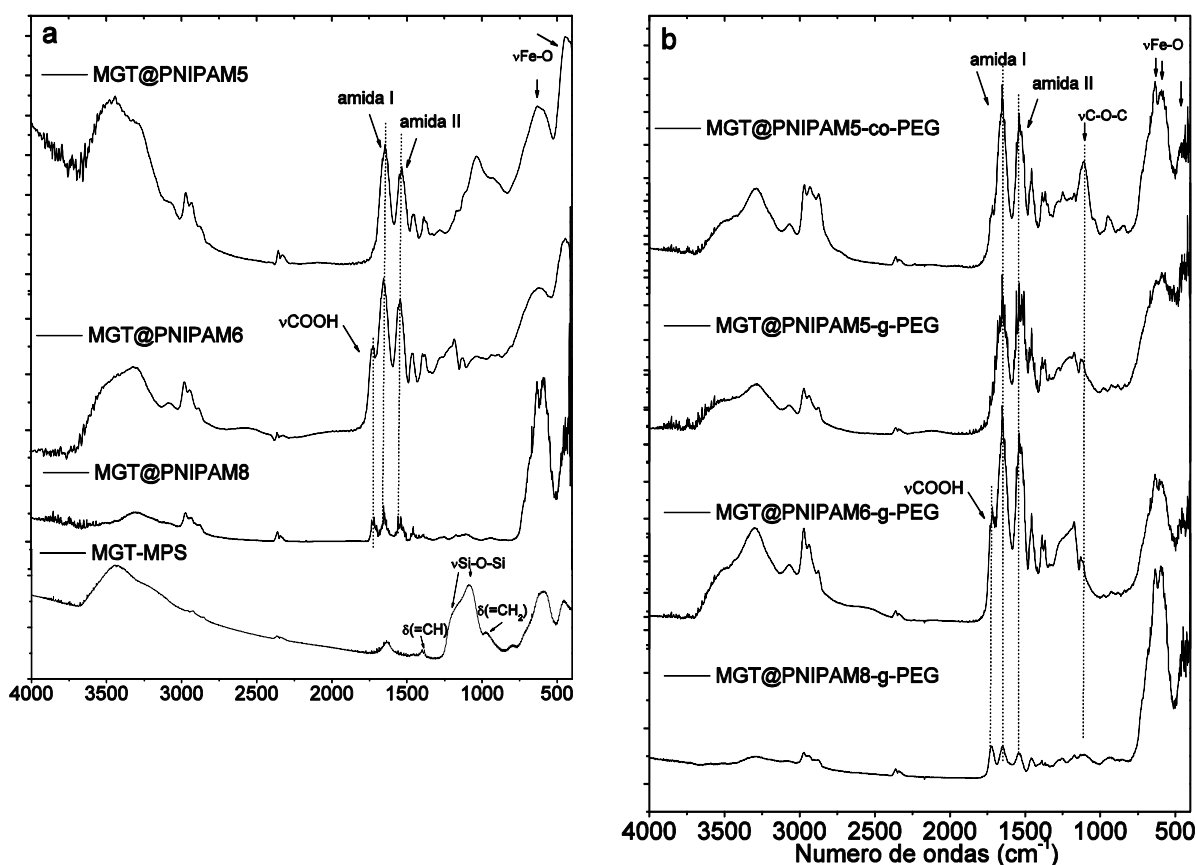 a
νFe-O
MGT@PNIPAM5
amida I
amida II
MGT@PNIPAM6
νCOOH
MGT@PNIPAM8
MGT-MPS
νSi-O-Si
δ(=CH)
δ(=CH2)
4000 3500 3000 2500 2000 1500 1000 500
b
νFe-O
amida I
amida II
MGT@PNIPAM5-co-PEG
νC-O-C
MGT@PNIPAM5-g-PEG
νCOOH
MGT@PNIPAM6-g-PEG
MGT@PNIPAM8-g-PEG
4000 3500 3000 2500 2000 1500 1000 500
Numero de ondas (cm-1)